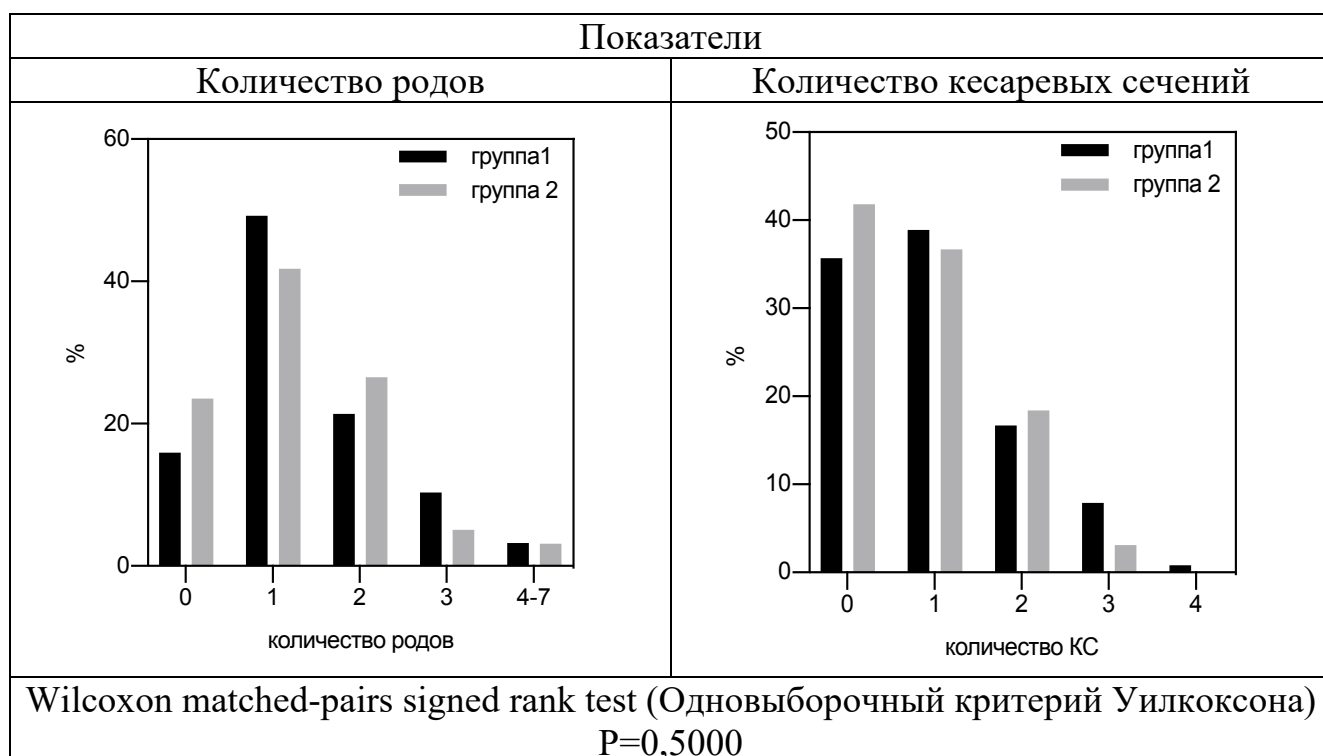 Показатели
Количество родов
Количество кесаревых сечений
60
40
20
0
%
группа1
группа 2
0 1 2 3 4-7
количество родов
50
40
30
20
10
0
%
группа1
группа 2
0 1 2 3 4
количество КС
Wilcoxon matched-pairs signed rank test (Одновыборочный критерий Уилкоксона)
P=0,5000